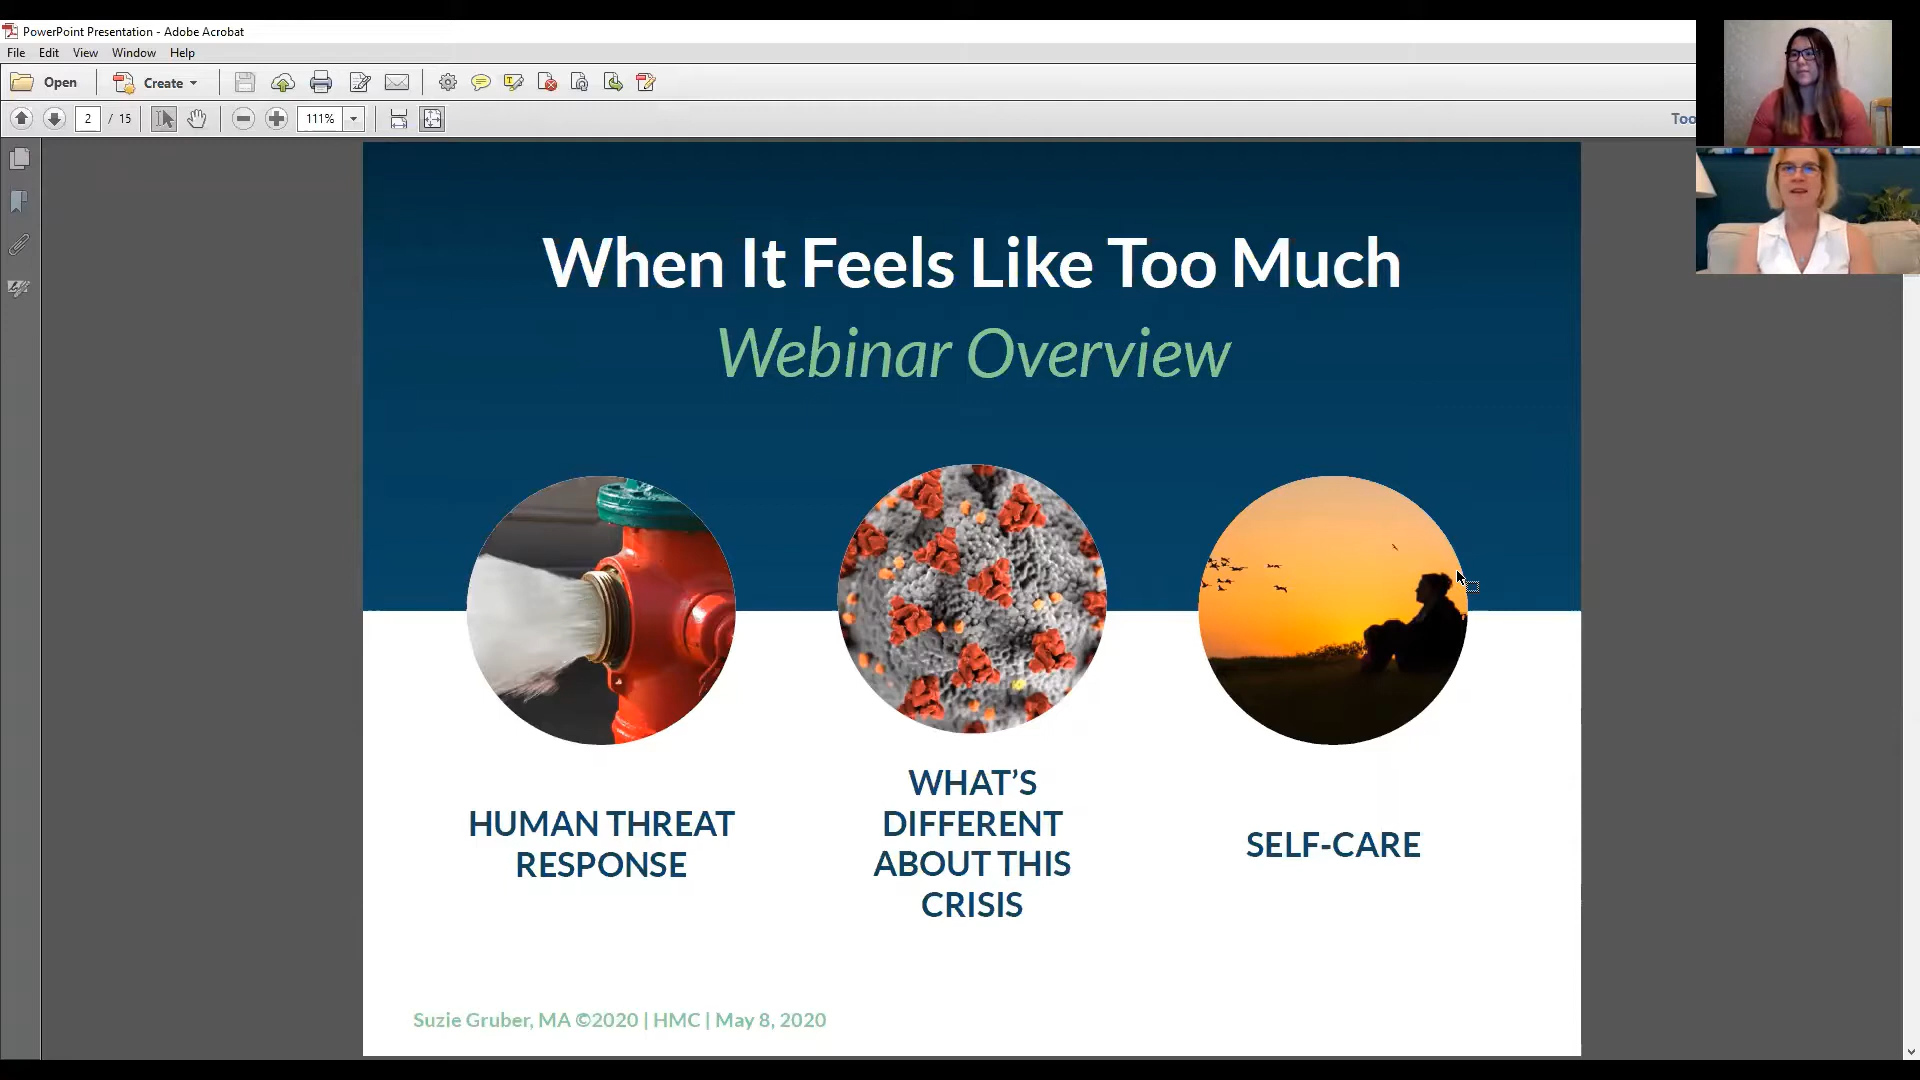 PowerPoint Presentation - Adobe Acrobat
File Edit View Window Help
Open Create
2 / 15 111%
When It Feels Like Too Much
Webinar Overview
HUMAN THREAT
RESPONSE
WHAT’S
DIFFERENT
ABOUT THIS
CRISIS
SELF-CARE
Suzie Gruber, MA ©2020 | HMC | May 8, 2020